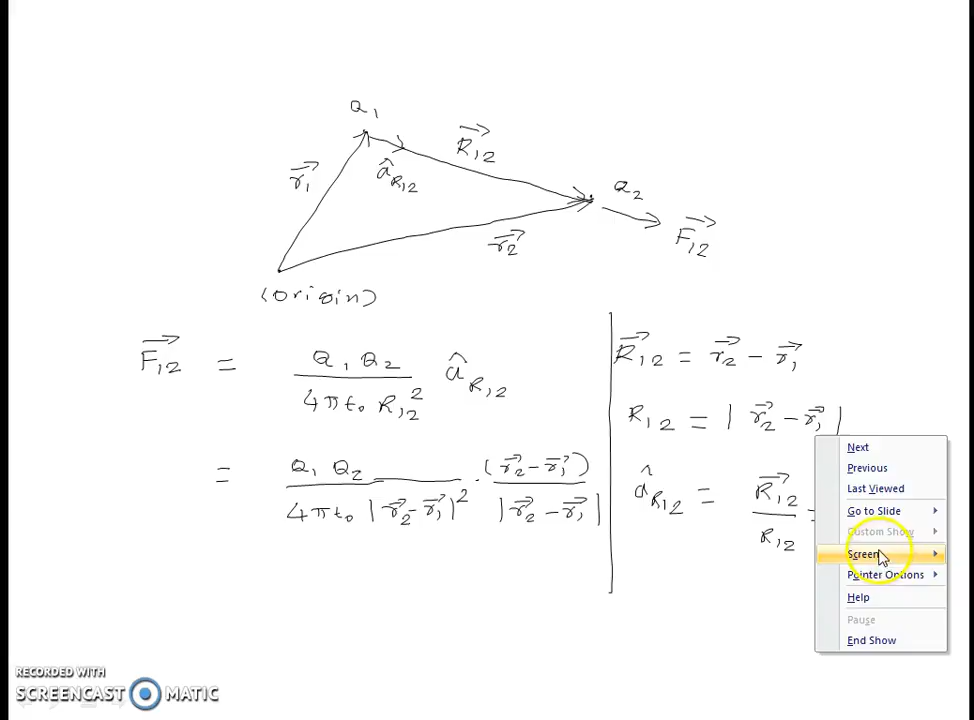 Q₁
R⃗₁₂
r⃗₁
â_R₁₂
Q₂
r⃗₂
F⃗₁₂
(origin)
F⃗₁₂ = Q₁ Q₂ / 4πε₀ R₁₂² â_R₁₂
= Q₁ Q₂ / 4πε₀ |r⃗₂-r⃗₁|² · (r⃗₂-r⃗₁) / |r⃗₂-r⃗₁|
R⃗₁₂ = r⃗₂ - r⃗₁
R₁₂ = |r⃗₂-r⃗₁|
â_R₁₂ = R⃗₁₂ / R₁₂ =
Next
Previous
Last Viewed
Go to Slide
Custom Show
Screen
Pointer Options
Help
Pause
End Show
RECORDED WITH
SCREENCAST MATIC